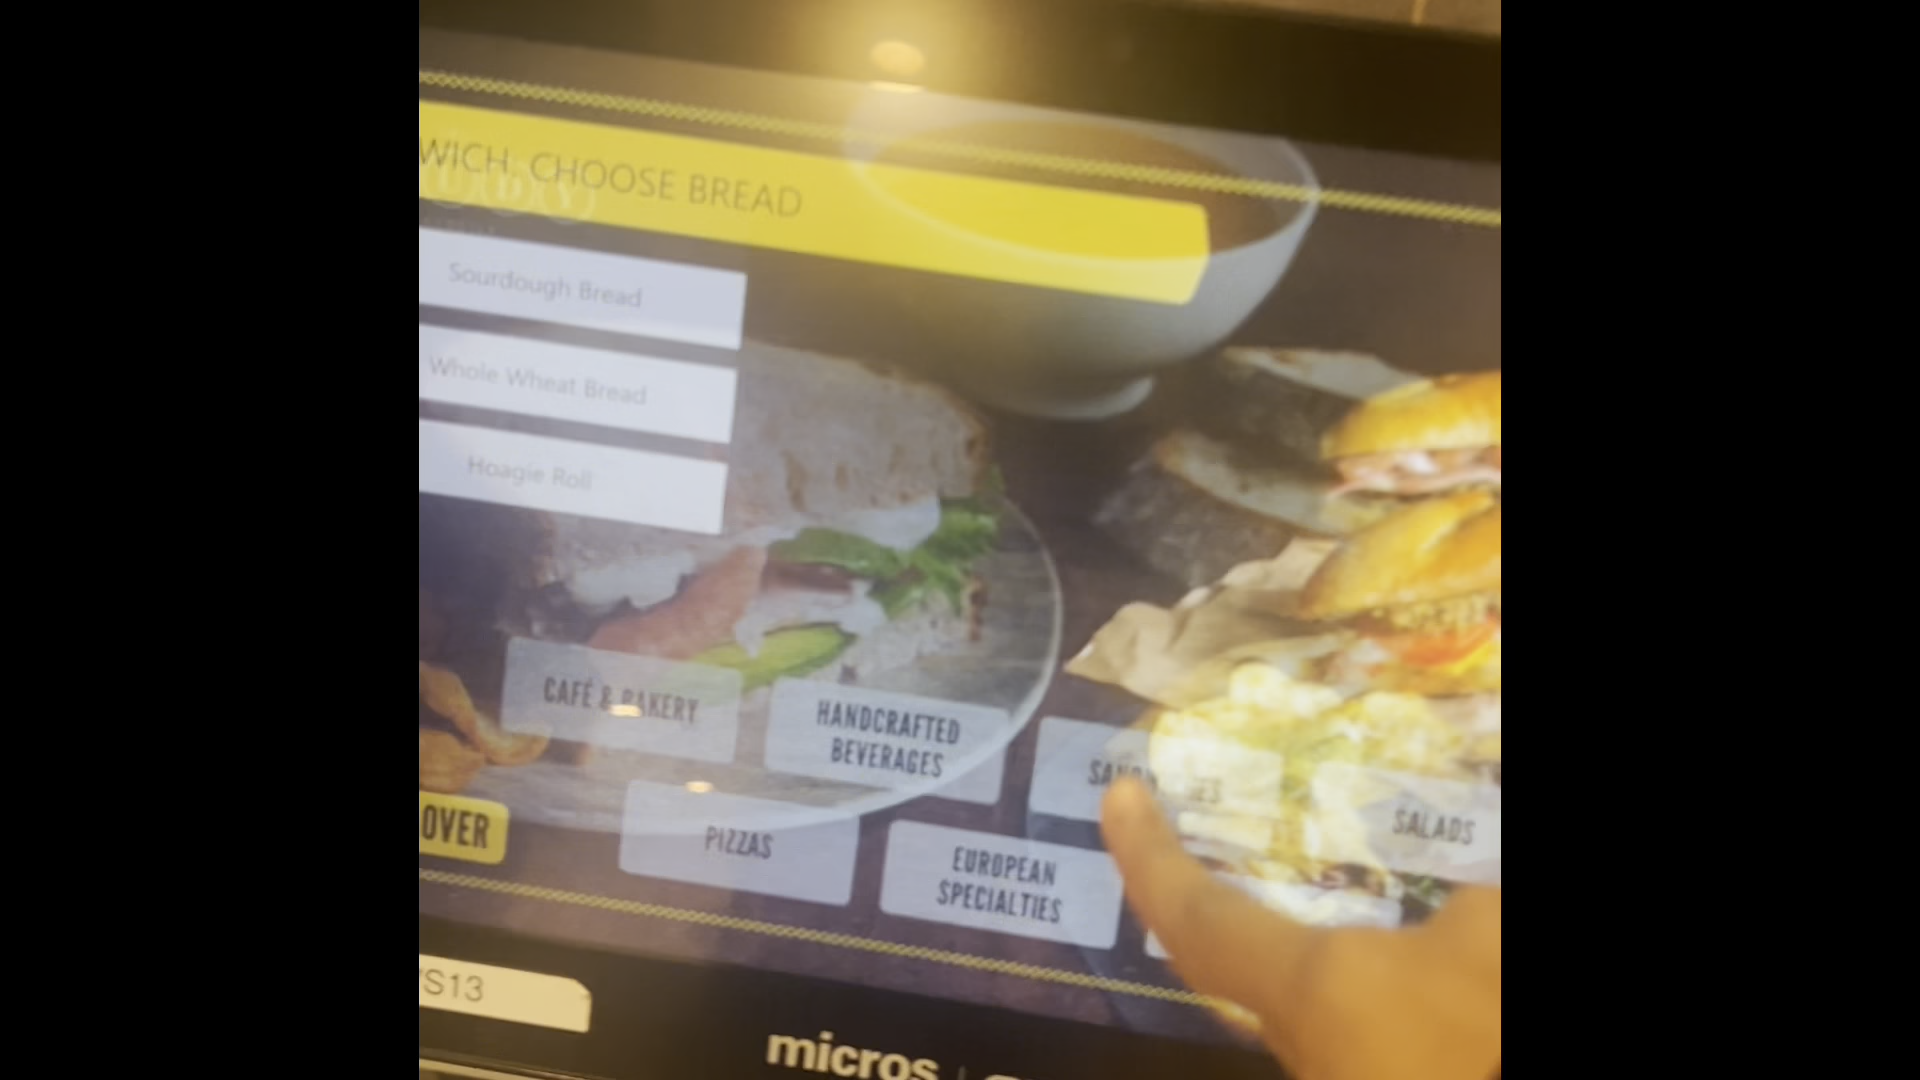 WICH, CHOOSE BREAD
Sourdough Bread
Whole Wheat Bread
Hoagie Roll
CAFÉ & BAKERY
HANDCRAFTED
BEVERAGES
SALADS
OVER
PIZZAS
EUROPEAN
SPECIALTIES
S13
micros